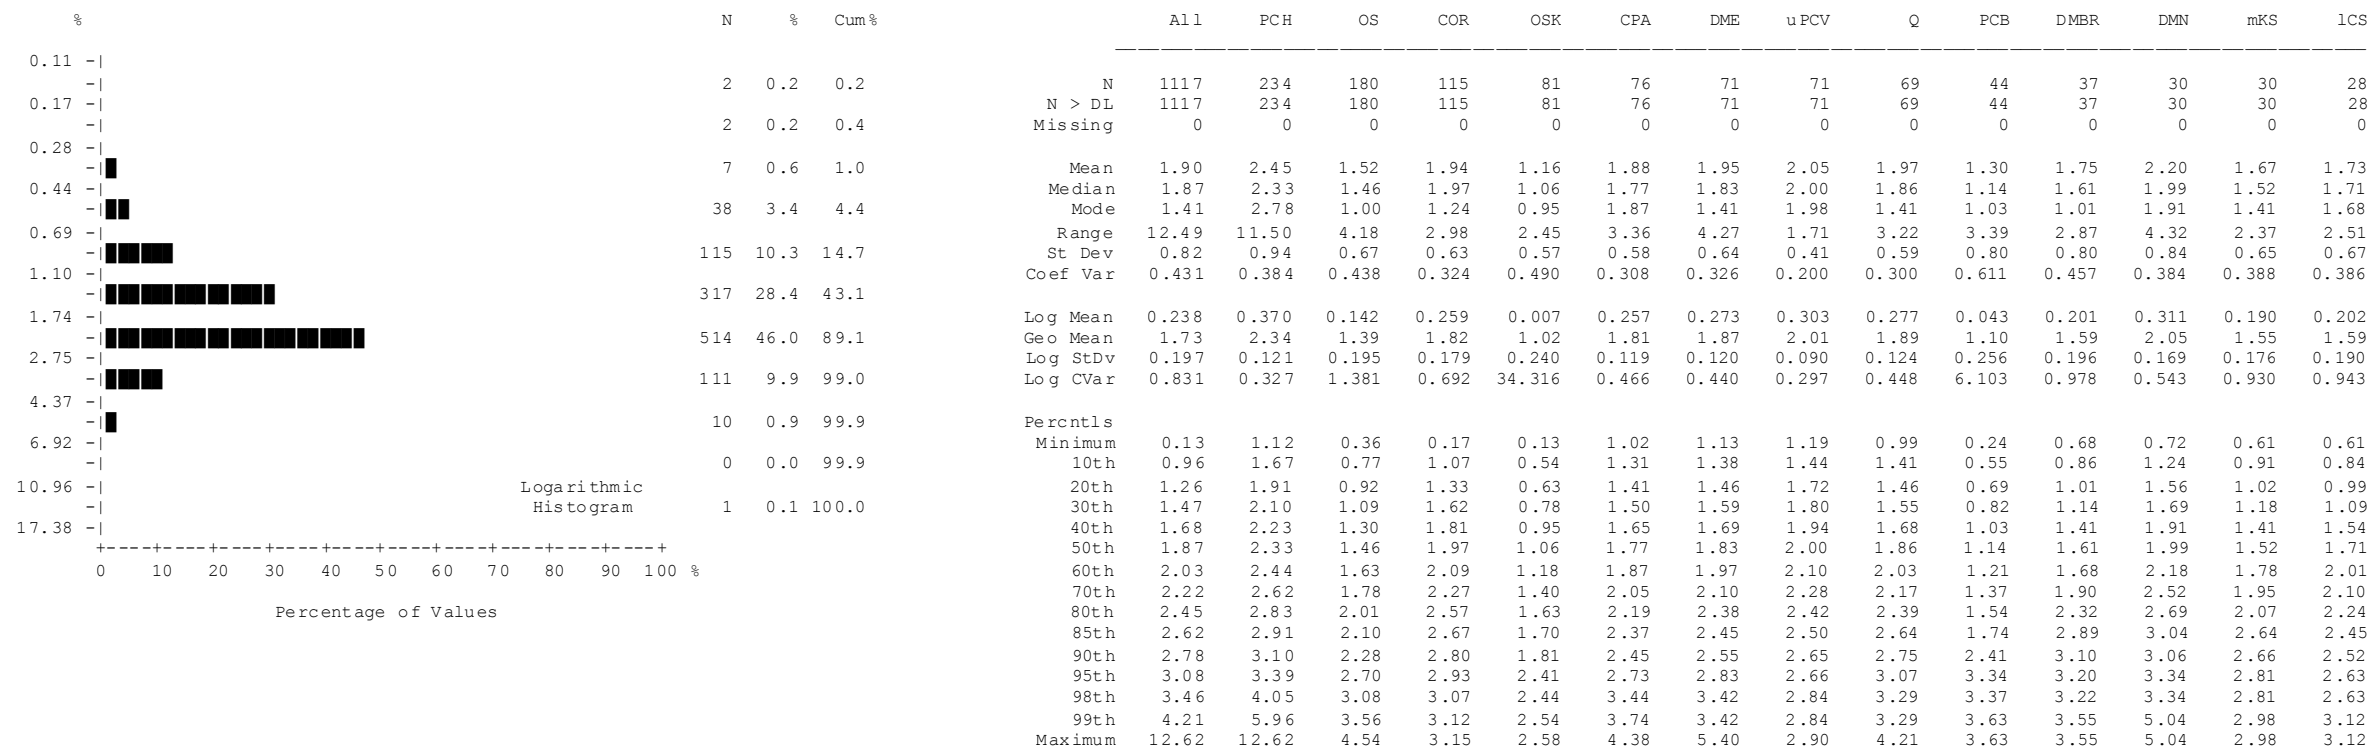 % N % Cum% All PCH OS COR OSK CPA DME uPCV Q PCB DMBR DMN mKS lCS
0.11 -|
-| 2 0.2 0.2 N 1117 234 180 115 81 76 71 71 69 44 37 30 30 28
0.17 -| N > DL 1117 234 180 115 81 76 71 71 69 44 37 30 30 28
-| 2 0.2 0.4 Missing 0 0 0 0 0 0 0 0 0 0 0 0 0 0
0.28 -|
-| 7 0.6 1.0 Mean 1.90 2.45 1.52 1.94 1.16 1.88 1.95 2.05 1.97 1.30 1.75 2.20 1.67 1.73
0.44 -| Median 1.87 2.33 1.46 1.97 1.06 1.77 1.83 2.00 1.86 1.14 1.61 1.99 1.52 1.71
-| 38 3.4 4.4 Mode 1.41 2.78 1.00 1.24 0.95 1.87 1.41 1.98 1.41 1.03 1.01 1.91 1.41 1.68
0.69 -| Range 12.49 11.50 4.18 2.98 2.45 3.36 4.27 1.71 3.22 3.39 2.87 4.32 2.37 2.51
-| 115 10.3 14.7 St Dev 0.82 0.94 0.67 0.63 0.57 0.58 0.64 0.41 0.59 0.80 0.80 0.84 0.65 0.67
1.10 -| Coef Var 0.431 0.384 0.438 0.324 0.490 0.308 0.326 0.200 0.300 0.611 0.457 0.384 0.388 0.386
-| 317 28.4 43.1
1.74 -| Log Mean 0.238 0.370 0.142 0.259 0.007 0.257 0.273 0.303 0.277 0.043 0.201 0.311 0.190 0.202
-| 514 46.0 89.1 Geo Mean 1.73 2.34 1.39 1.82 1.02 1.81 1.87 2.01 1.89 1.10 1.59 2.05 1.55 1.59
2.75 -| Log StDv 0.197 0.121 0.195 0.179 0.240 0.119 0.120 0.090 0.124 0.256 0.196 0.169 0.176 0.190
-| 111 9.9 99.0 Log CVar 0.831 0.327 1.381 0.692 34.316 0.466 0.440 0.297 0.448 6.103 0.978 0.543 0.930 0.943
4.37 -|
-| 10 0.9 99.9 Percntls
6.92 -| Minimum 0.13 1.12 0.36 0.17 0.13 1.02 1.13 1.19 0.99 0.24 0.68 0.72 0.61 0.61
-| 0 0.0 99.9 10th 0.96 1.67 0.77 1.07 0.54 1.31 1.38 1.44 1.41 0.55 0.86 1.24 0.91 0.84
10.96 -| Logarithmic 20th 1.26 1.91 0.92 1.33 0.63 1.41 1.46 1.72 1.46 0.69 1.01 1.56 1.02 0.99
-| Histogram 1 0.1 100.0 30th 1.47 2.10 1.09 1.62 0.78 1.50 1.59 1.80 1.55 0.82 1.14 1.69 1.18 1.09
17.38 -| 40th 1.68 2.23 1.30 1.81 0.95 1.65 1.69 1.94 1.68 1.03 1.41 1.91 1.41 1.54
+----+----+----+----+----+----+----+----+----+----+ 50th 1.87 2.33 1.46 1.97 1.06 1.77 1.83 2.00 1.86 1.14 1.61 1.99 1.52 1.71
0 10 20 30 40 50 60 70 80 90 100 % 60th 2.03 2.44 1.63 2.09 1.18 1.87 1.97 2.10 2.03 1.21 1.68 2.18 1.78 2.01
70th 2.22 2.62 1.78 2.27 1.40 2.05 2.10 2.28 2.17 1.37 1.90 2.52 1.95 2.10
Percentage of Values 80th 2.45 2.83 2.01 2.57 1.63 2.19 2.38 2.42 2.39 1.54 2.32 2.69 2.07 2.24
85th 2.62 2.91 2.10 2.67 1.70 2.37 2.45 2.50 2.64 1.74 2.89 3.04 2.64 2.45
90th 2.78 3.10 2.28 2.80 1.81 2.45 2.55 2.65 2.75 2.41 3.10 3.06 2.66 2.52
95th 3.08 3.39 2.70 2.93 2.41 2.73 2.83 2.66 3.07 3.34 3.20 3.34 2.81 2.63
98th 3.46 4.05 3.08 3.07 2.44 3.44 3.42 2.84 3.29 3.37 3.22 3.34 2.81 2.63
99th 4.21 5.96 3.56 3.12 2.54 3.74 3.42 2.84 3.29 3.63 3.55 5.04 2.98 3.12
Maximum 12.62 12.62 4.54 3.15 2.58 4.38 5.40 2.90 4.21 3.63 3.55 5.04 2.98 3.12